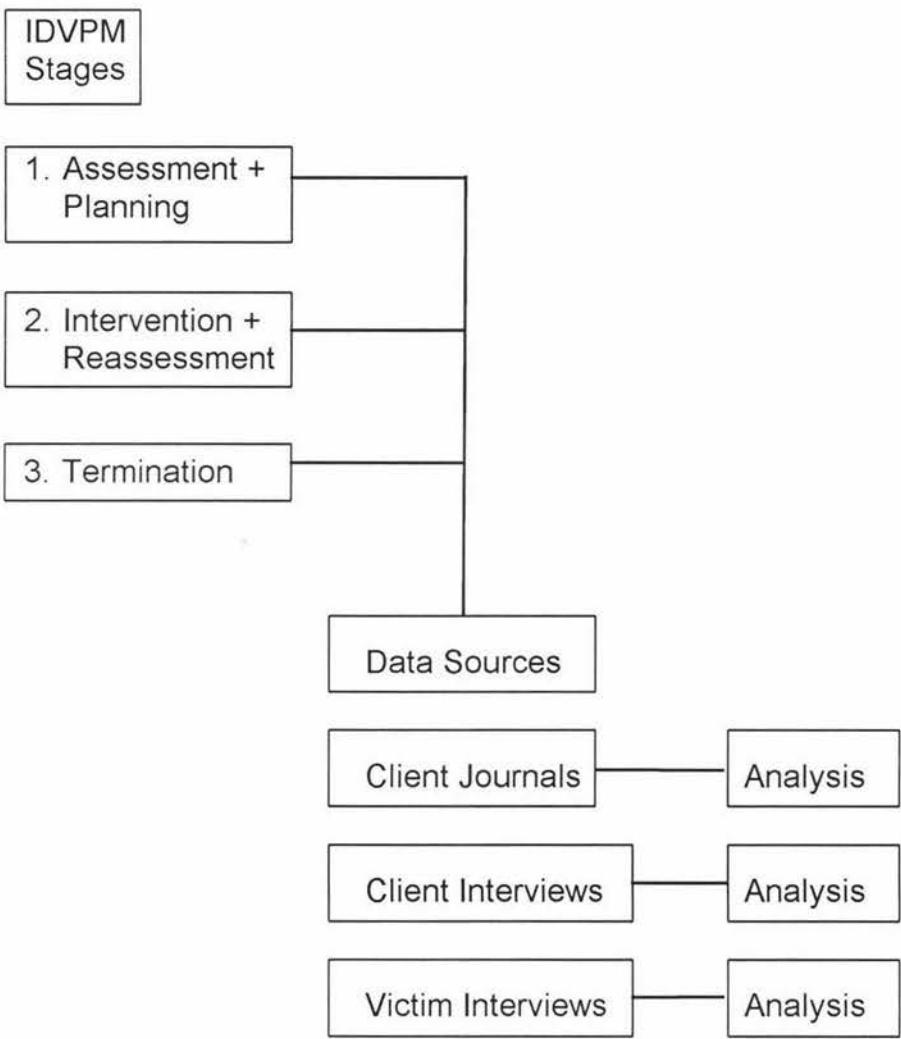 IDVPM
Stages
1. Assessment +
Planning
2. Intervention +
Reassessment
3. Termination
Data Sources
Client Journals
Analysis
Client Interviews
Analysis
Victim Interviews
Analysis